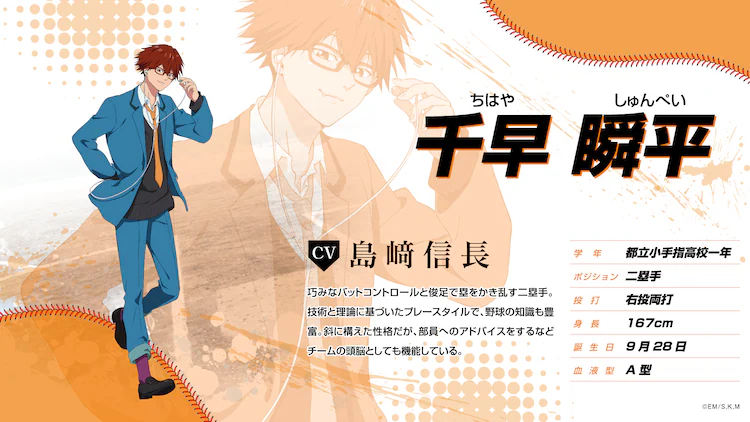 ちはや しゅんぺい
千早 瞬平
CV 島﨑信長
巧みなバットコントロールと俊足で塁をかき乱す二塁手。
技術と理論に基づいたプレースタイルで、野球の知識も豊
富。斜に構えた性格だが、部員へのアドバイスをするなど
チームの頭脳としても機能している。
学年 都立小手指高校一年
ポジション 二塁手
投打 右投両打
身長 167cm
誕生日 9月28日
血液型 A型
©EM/S,K,M